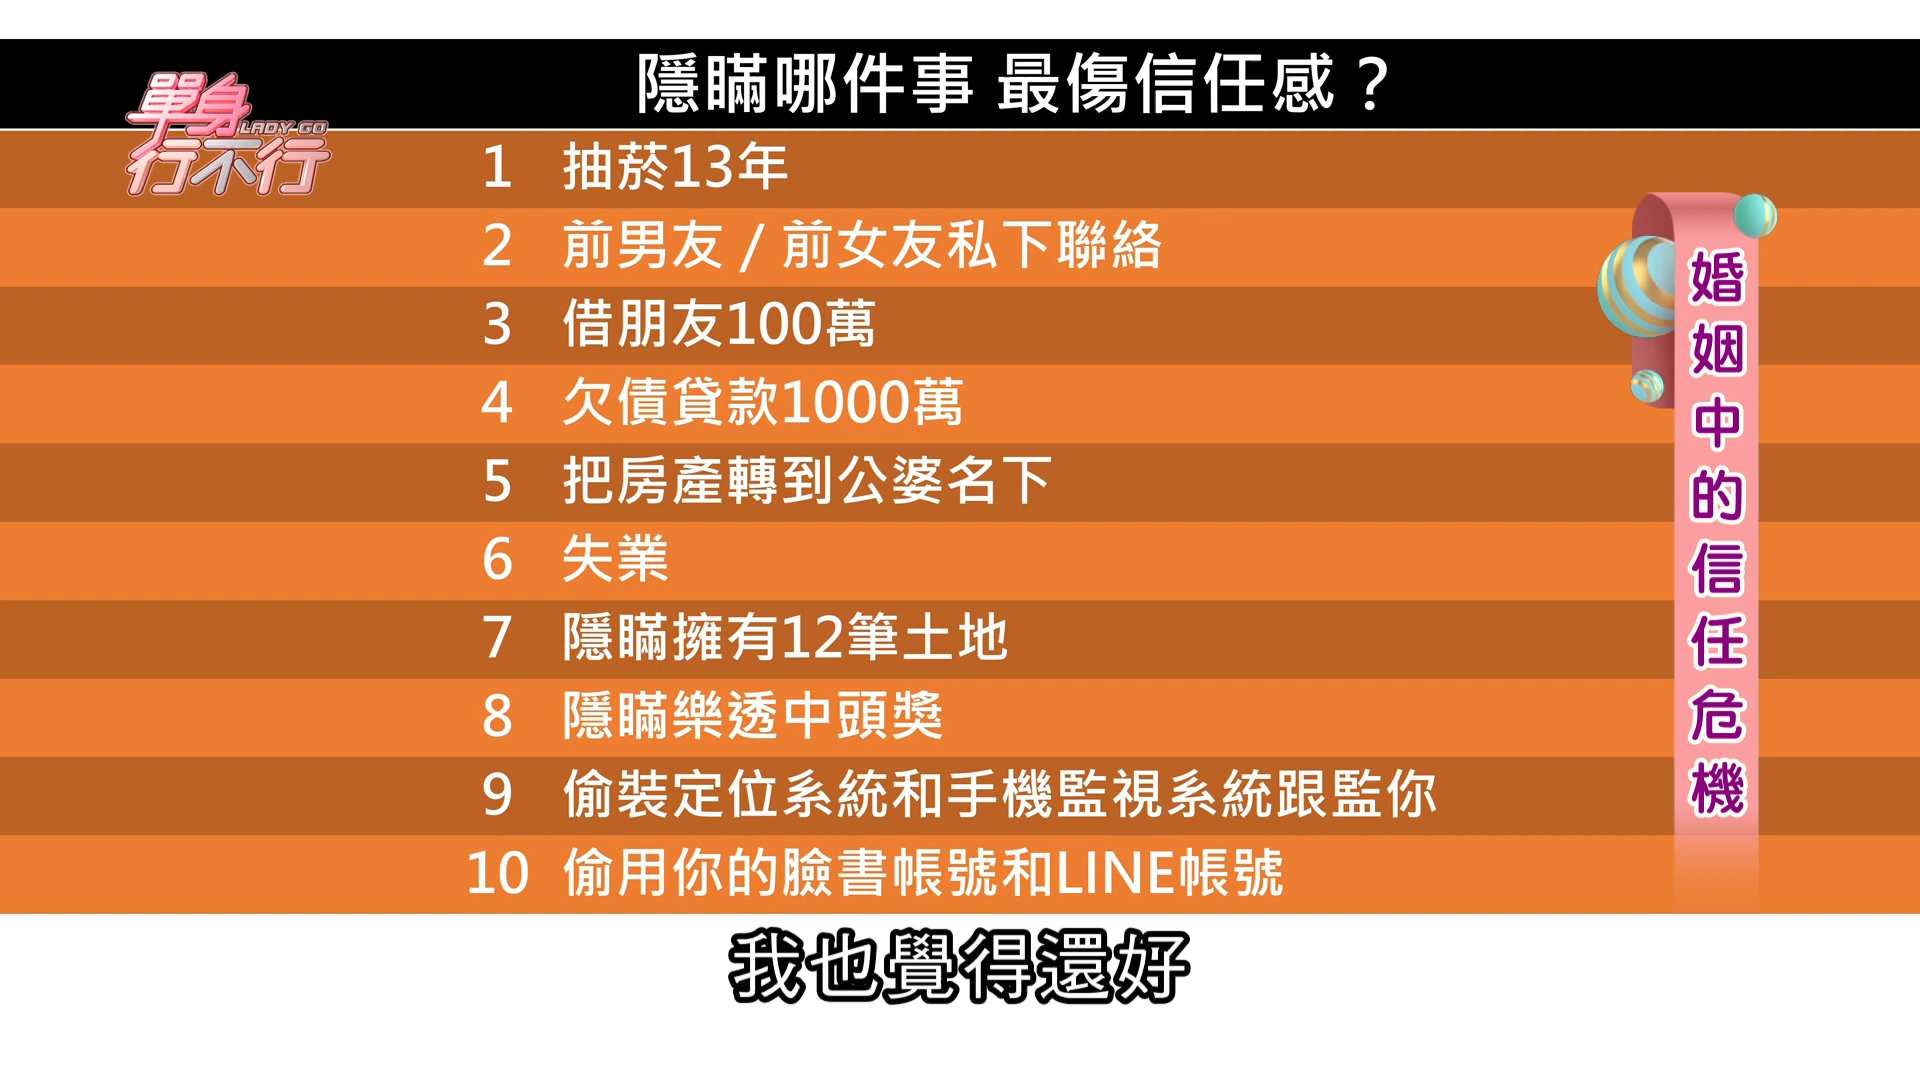 隱瞞哪件事 最傷信任感？
單身
LADY GO
行不行
1 抽菸13年
2 前男友／前女友私下聯絡
3 借朋友100萬
4 欠債貸款1000萬
5 把房產轉到公婆名下
6 失業
7 隱瞞擁有12筆土地
8 隱瞞樂透中頭獎
9 偷裝定位系統和手機監視系統跟監你
10 偷用你的臉書帳號和LINE帳號
婚姻中的信任危機
我也覺得還好